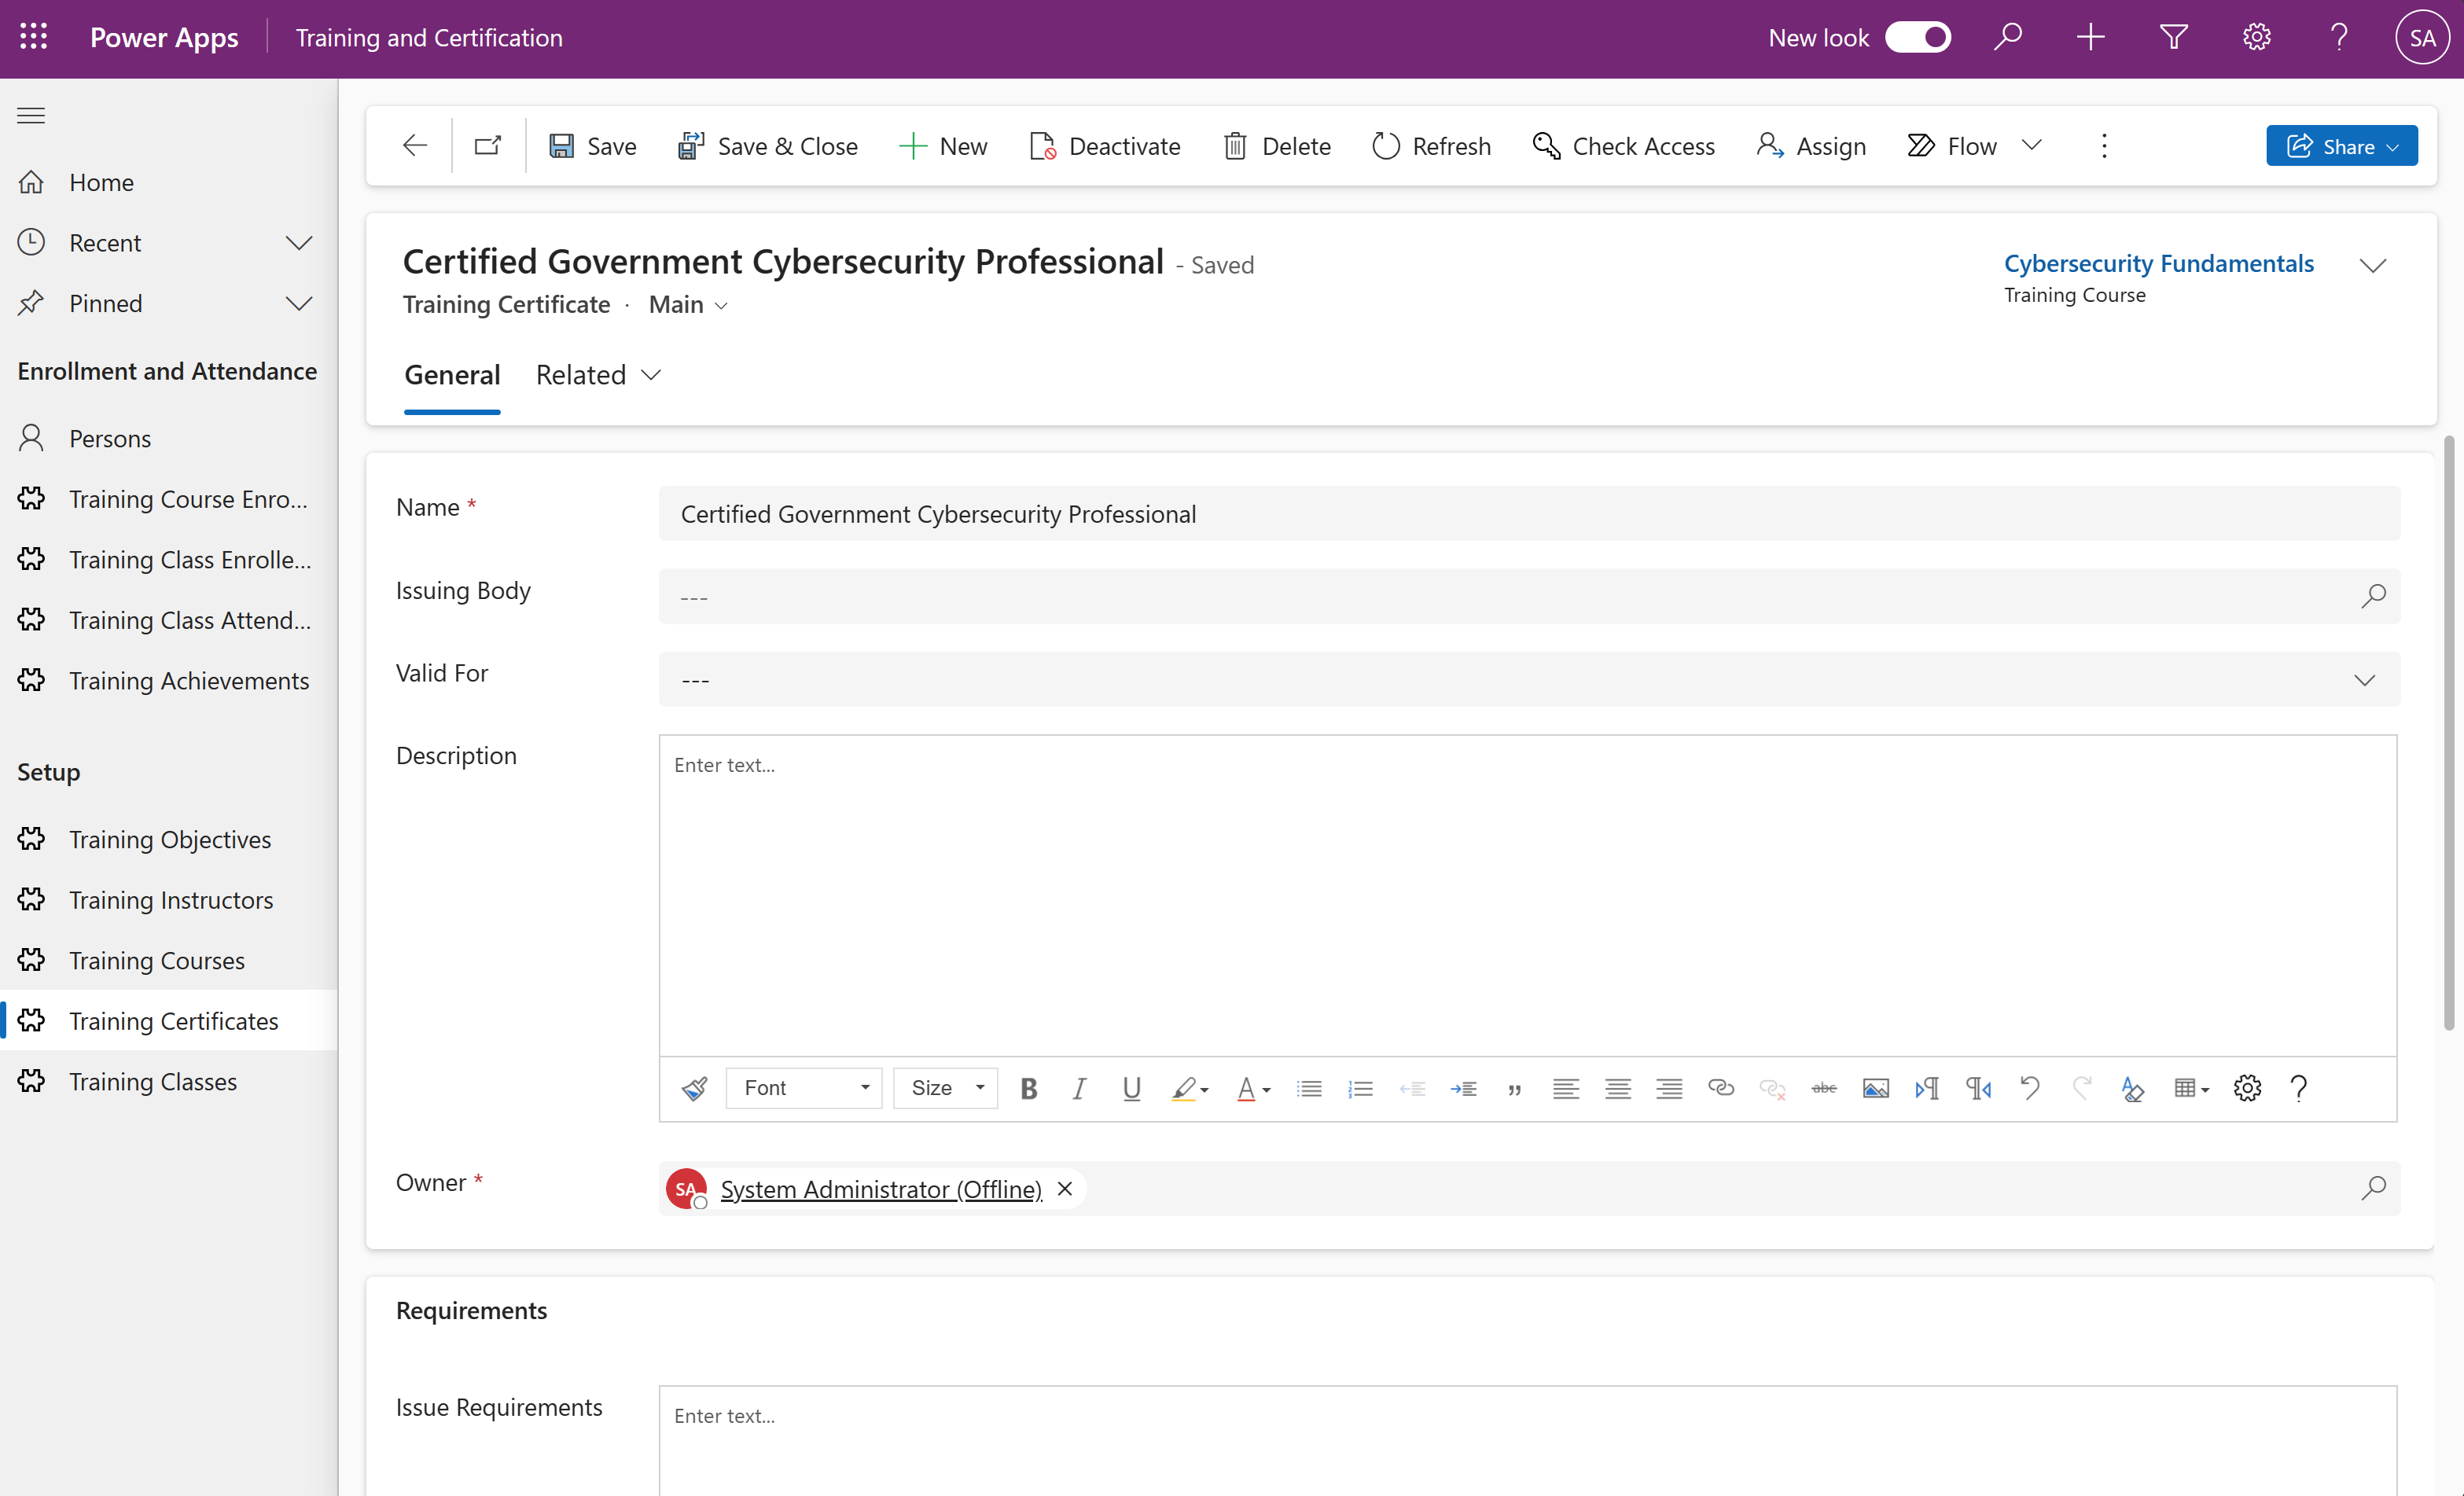 Power Apps
Training and Certification
New look
SA
Home
Recent
Pinned
Enrollment and Attendance
Persons
Training Course Enro...
Training Class Enrolle...
Training Class Attend...
Training Achievements
Setup
Training Objectives
Training Instructors
Training Courses
Training Certificates
Training Classes
Save
Save & Close
New
Deactivate
Delete
Refresh
Check Access
Assign
Flow
Share
Certified Government Cybersecurity Professional - Saved
Training Certificate · Main
Cybersecurity Fundamentals
Training Course
General
Related
Name *
Certified Government Cybersecurity Professional
Issuing Body
---
Valid For
---
Description
Enter text...
Font
Size
B I U A abc
Owner *
SA
System Administrator (Offline)
Requirements
Issue Requirements
Enter text...